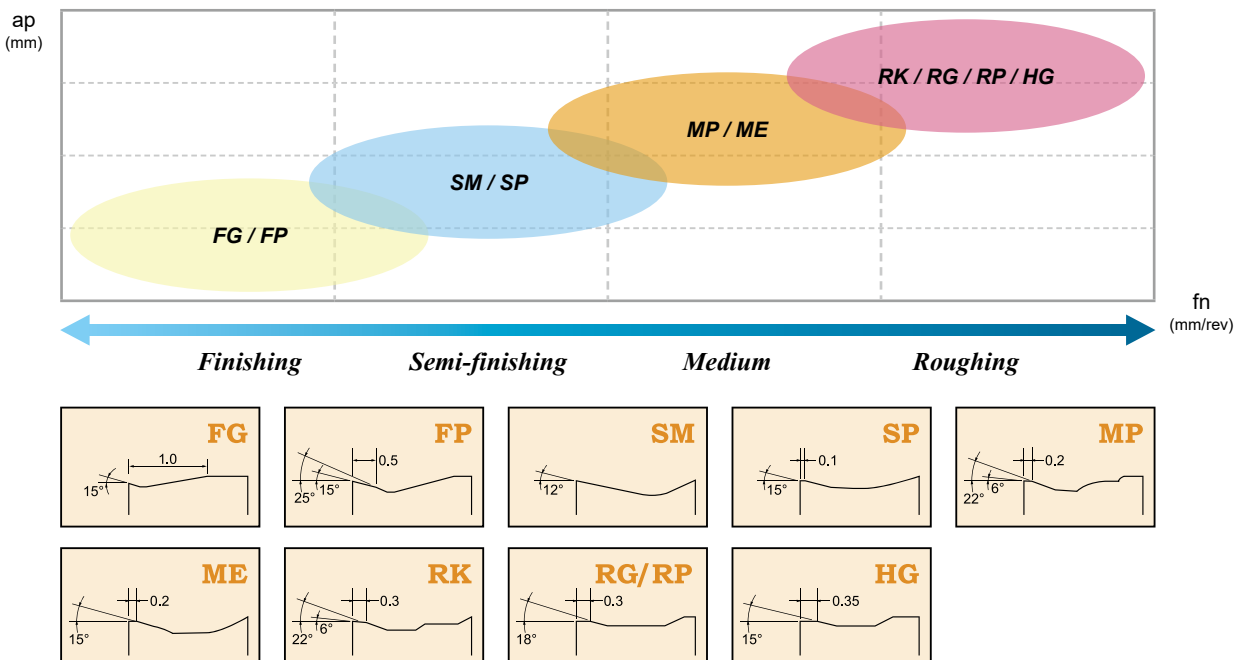 ap
(mm)
RK / RG / RP / HG
MP / ME
SM / SP
FG / FP
fn
(mm/rev)
Finishing Semi-finishing Medium Roughing
FG
1.0
15°
FP
0.5
25°
15°
SM
12°
SP
0.1
15°
MP
0.2
22°
6°
ME
0.2
15°
RK
0.3
22°
6°
RG/RP
0.3
18°
HG
0.35
15°